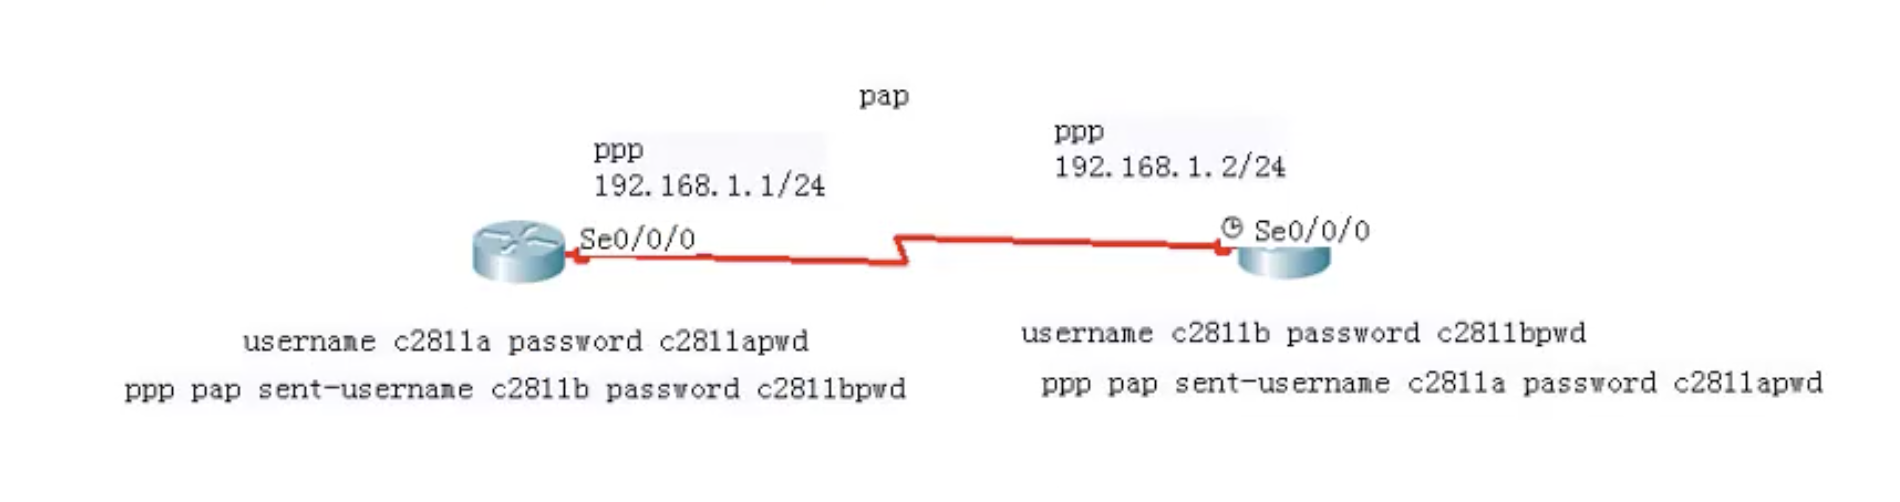 pap
ppp
192.168.1.1/24
ppp
192.168.1.2/24
Se0/0/0
Se0/0/0
username c2811a password c2811apwd
ppp pap sent-username c2811b password c2811bpwd
username c2811b password c2811bpwd
ppp pap sent-username c2811a password c2811apwd